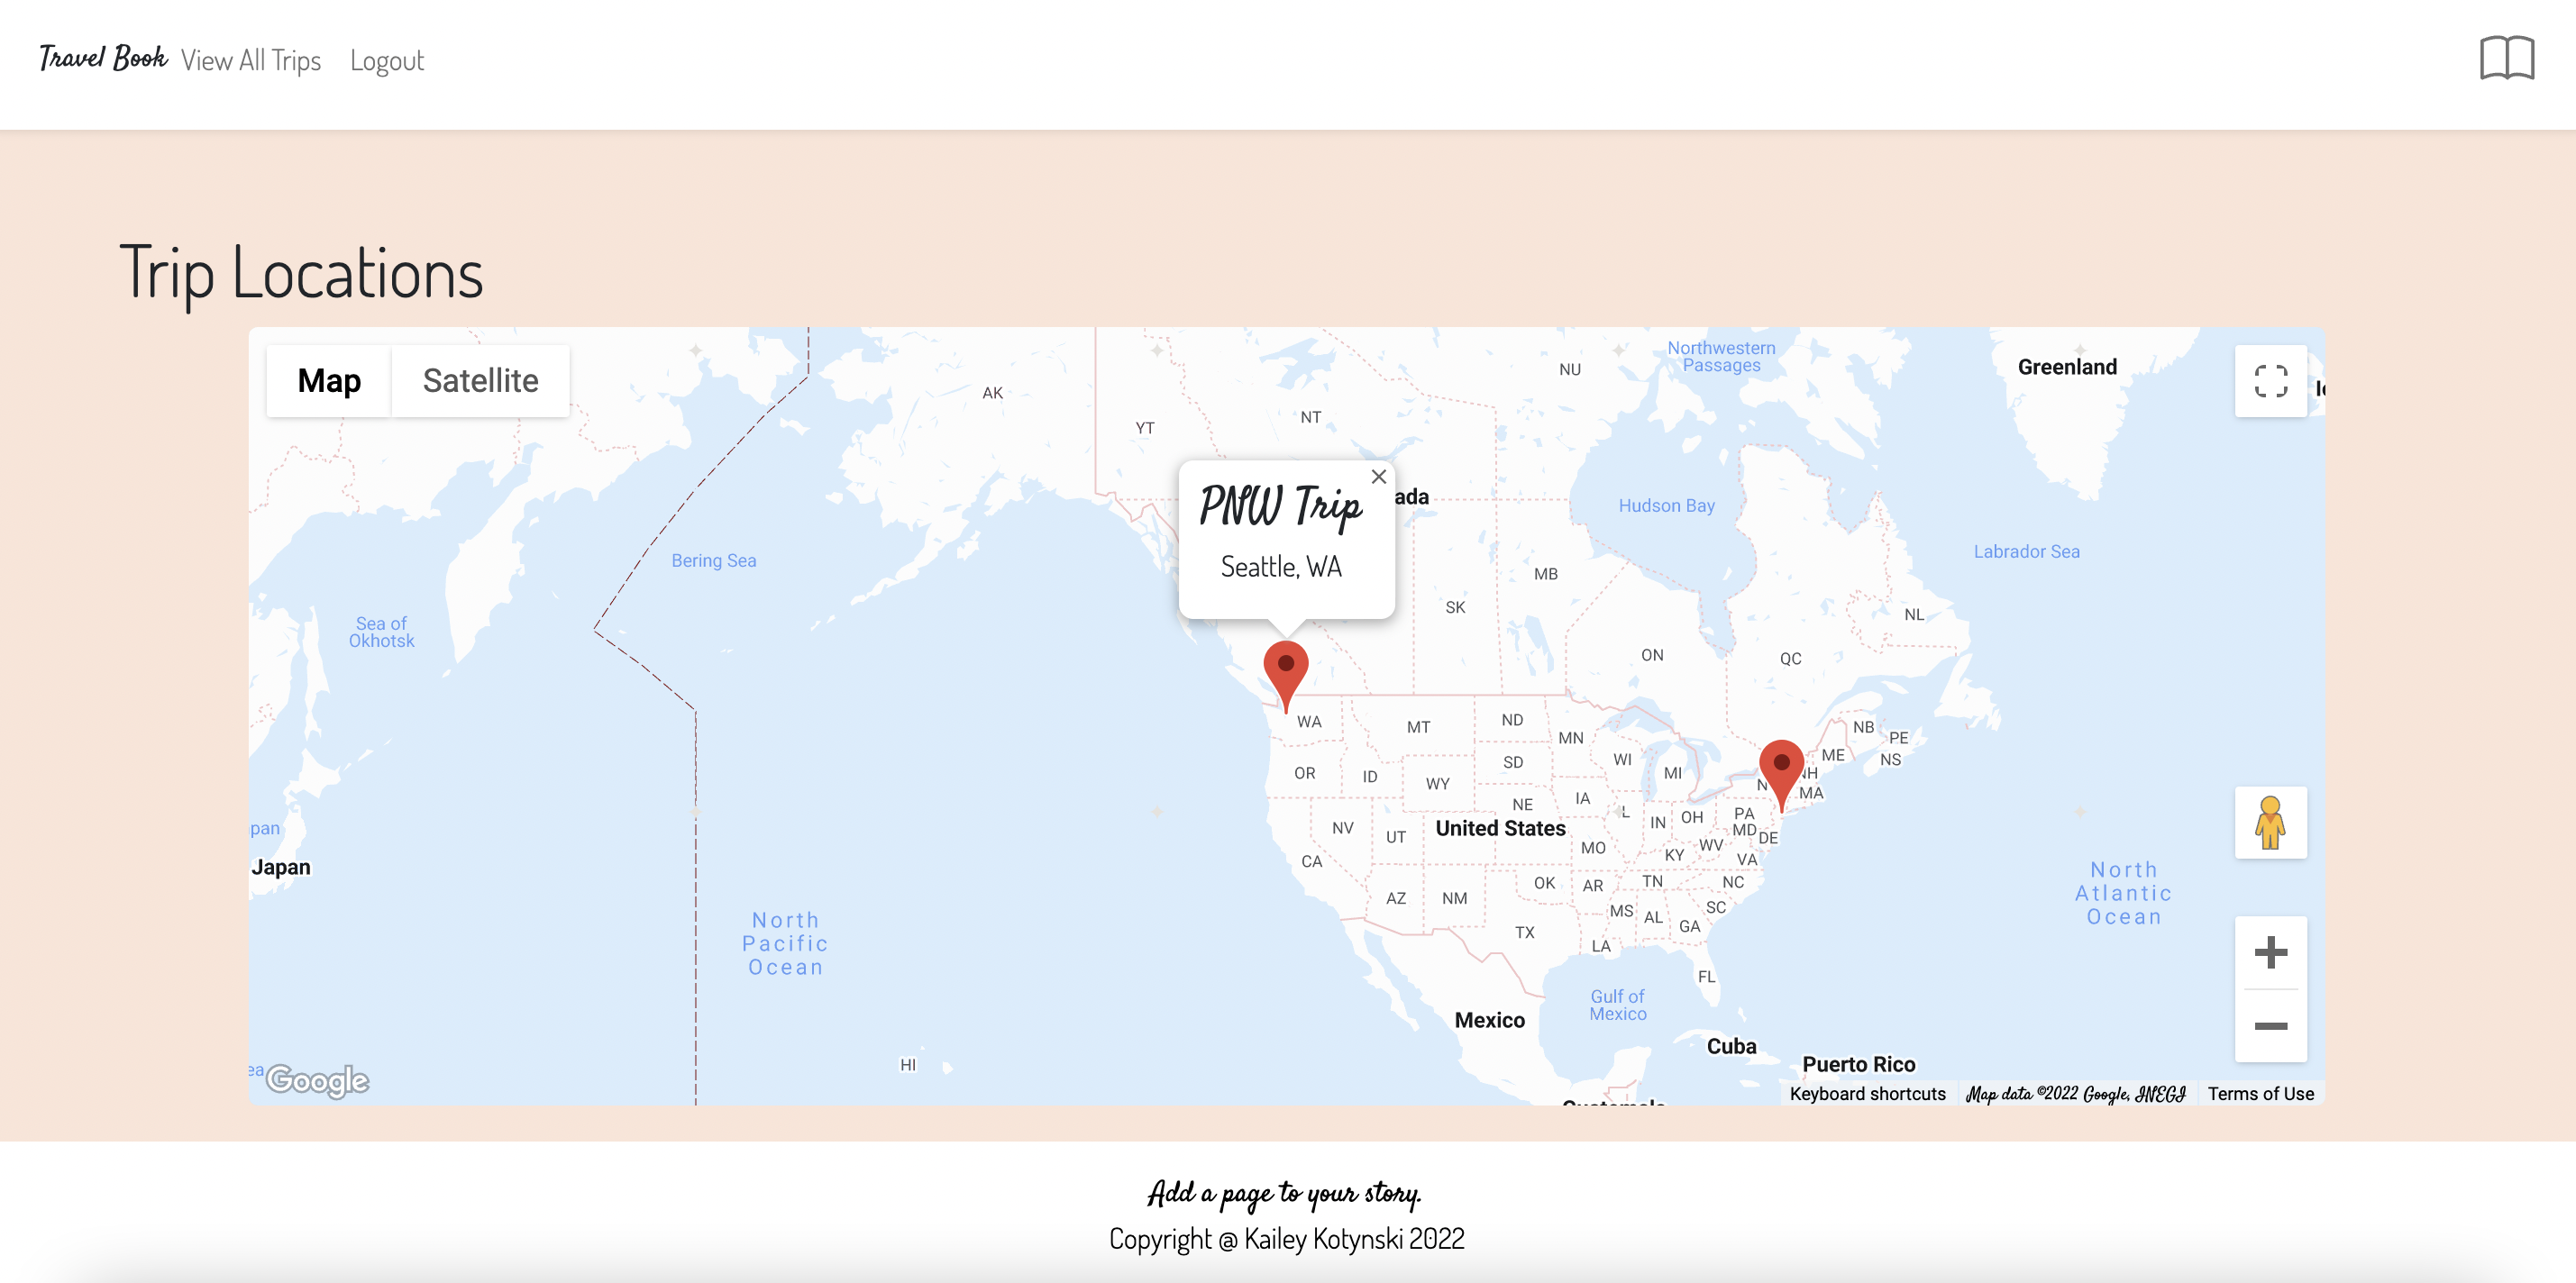 Travel Book View All Trips Logout
Trip Locations
Map Satellite
AK
YT
NT
NU
Northwestern
Passages
Greenland
PNW Trip
Seattle, WA
ada
Hudson Bay
Labrador Sea
Bering Sea
Sea of
Okhotsk
MB
SK
NL
ON
QC
WA
MT
ND
MN
NB
PE
NS
ME
OR
ID
WY
SD
WI
MI
NH
MA
NE
IA
IN
OH
PA
MD
DE
NV
UT
United States
MO
KY
WV
VA
CA
AZ
NM
OK
AR
TN
NC
MS
AL
SC
GA
TX
LA
FL
pan
Japan
North
Pacific
Ocean
North
Atlantic
Ocean
Gulf of
Mexico
Mexico
Cuba
Puerto Rico
HI
ea
Google
Keyboard shortcuts Map data ©2022 Google, INEGI Terms of Use
Add a page to your story.
Copyright @ Kailey Kotynski 2022